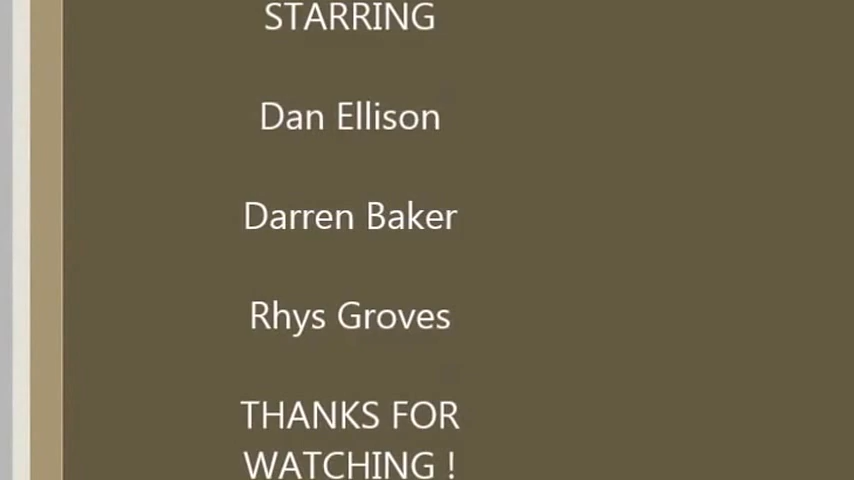 STARRING
Dan Ellison
Darren Baker
Rhys Groves
THANKS FOR
WATCHING !